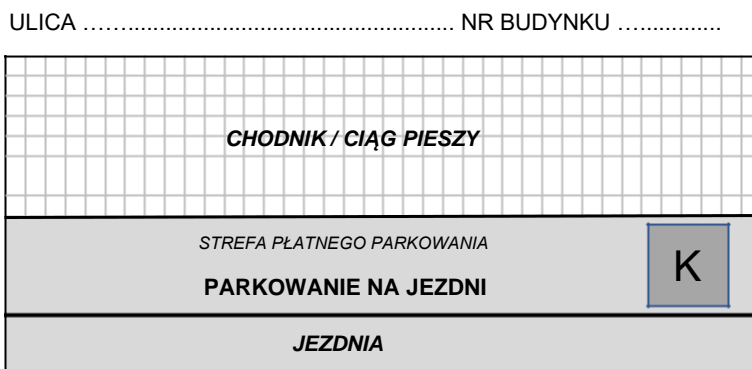 ULICA ……................................................... NR BUDYNKU ….............
CHODNIK / CIĄG PIESZY
STREFA PŁATNEGO PARKOWANIA
K
PARKOWANIE NA JEZDNI
JEZDNIA